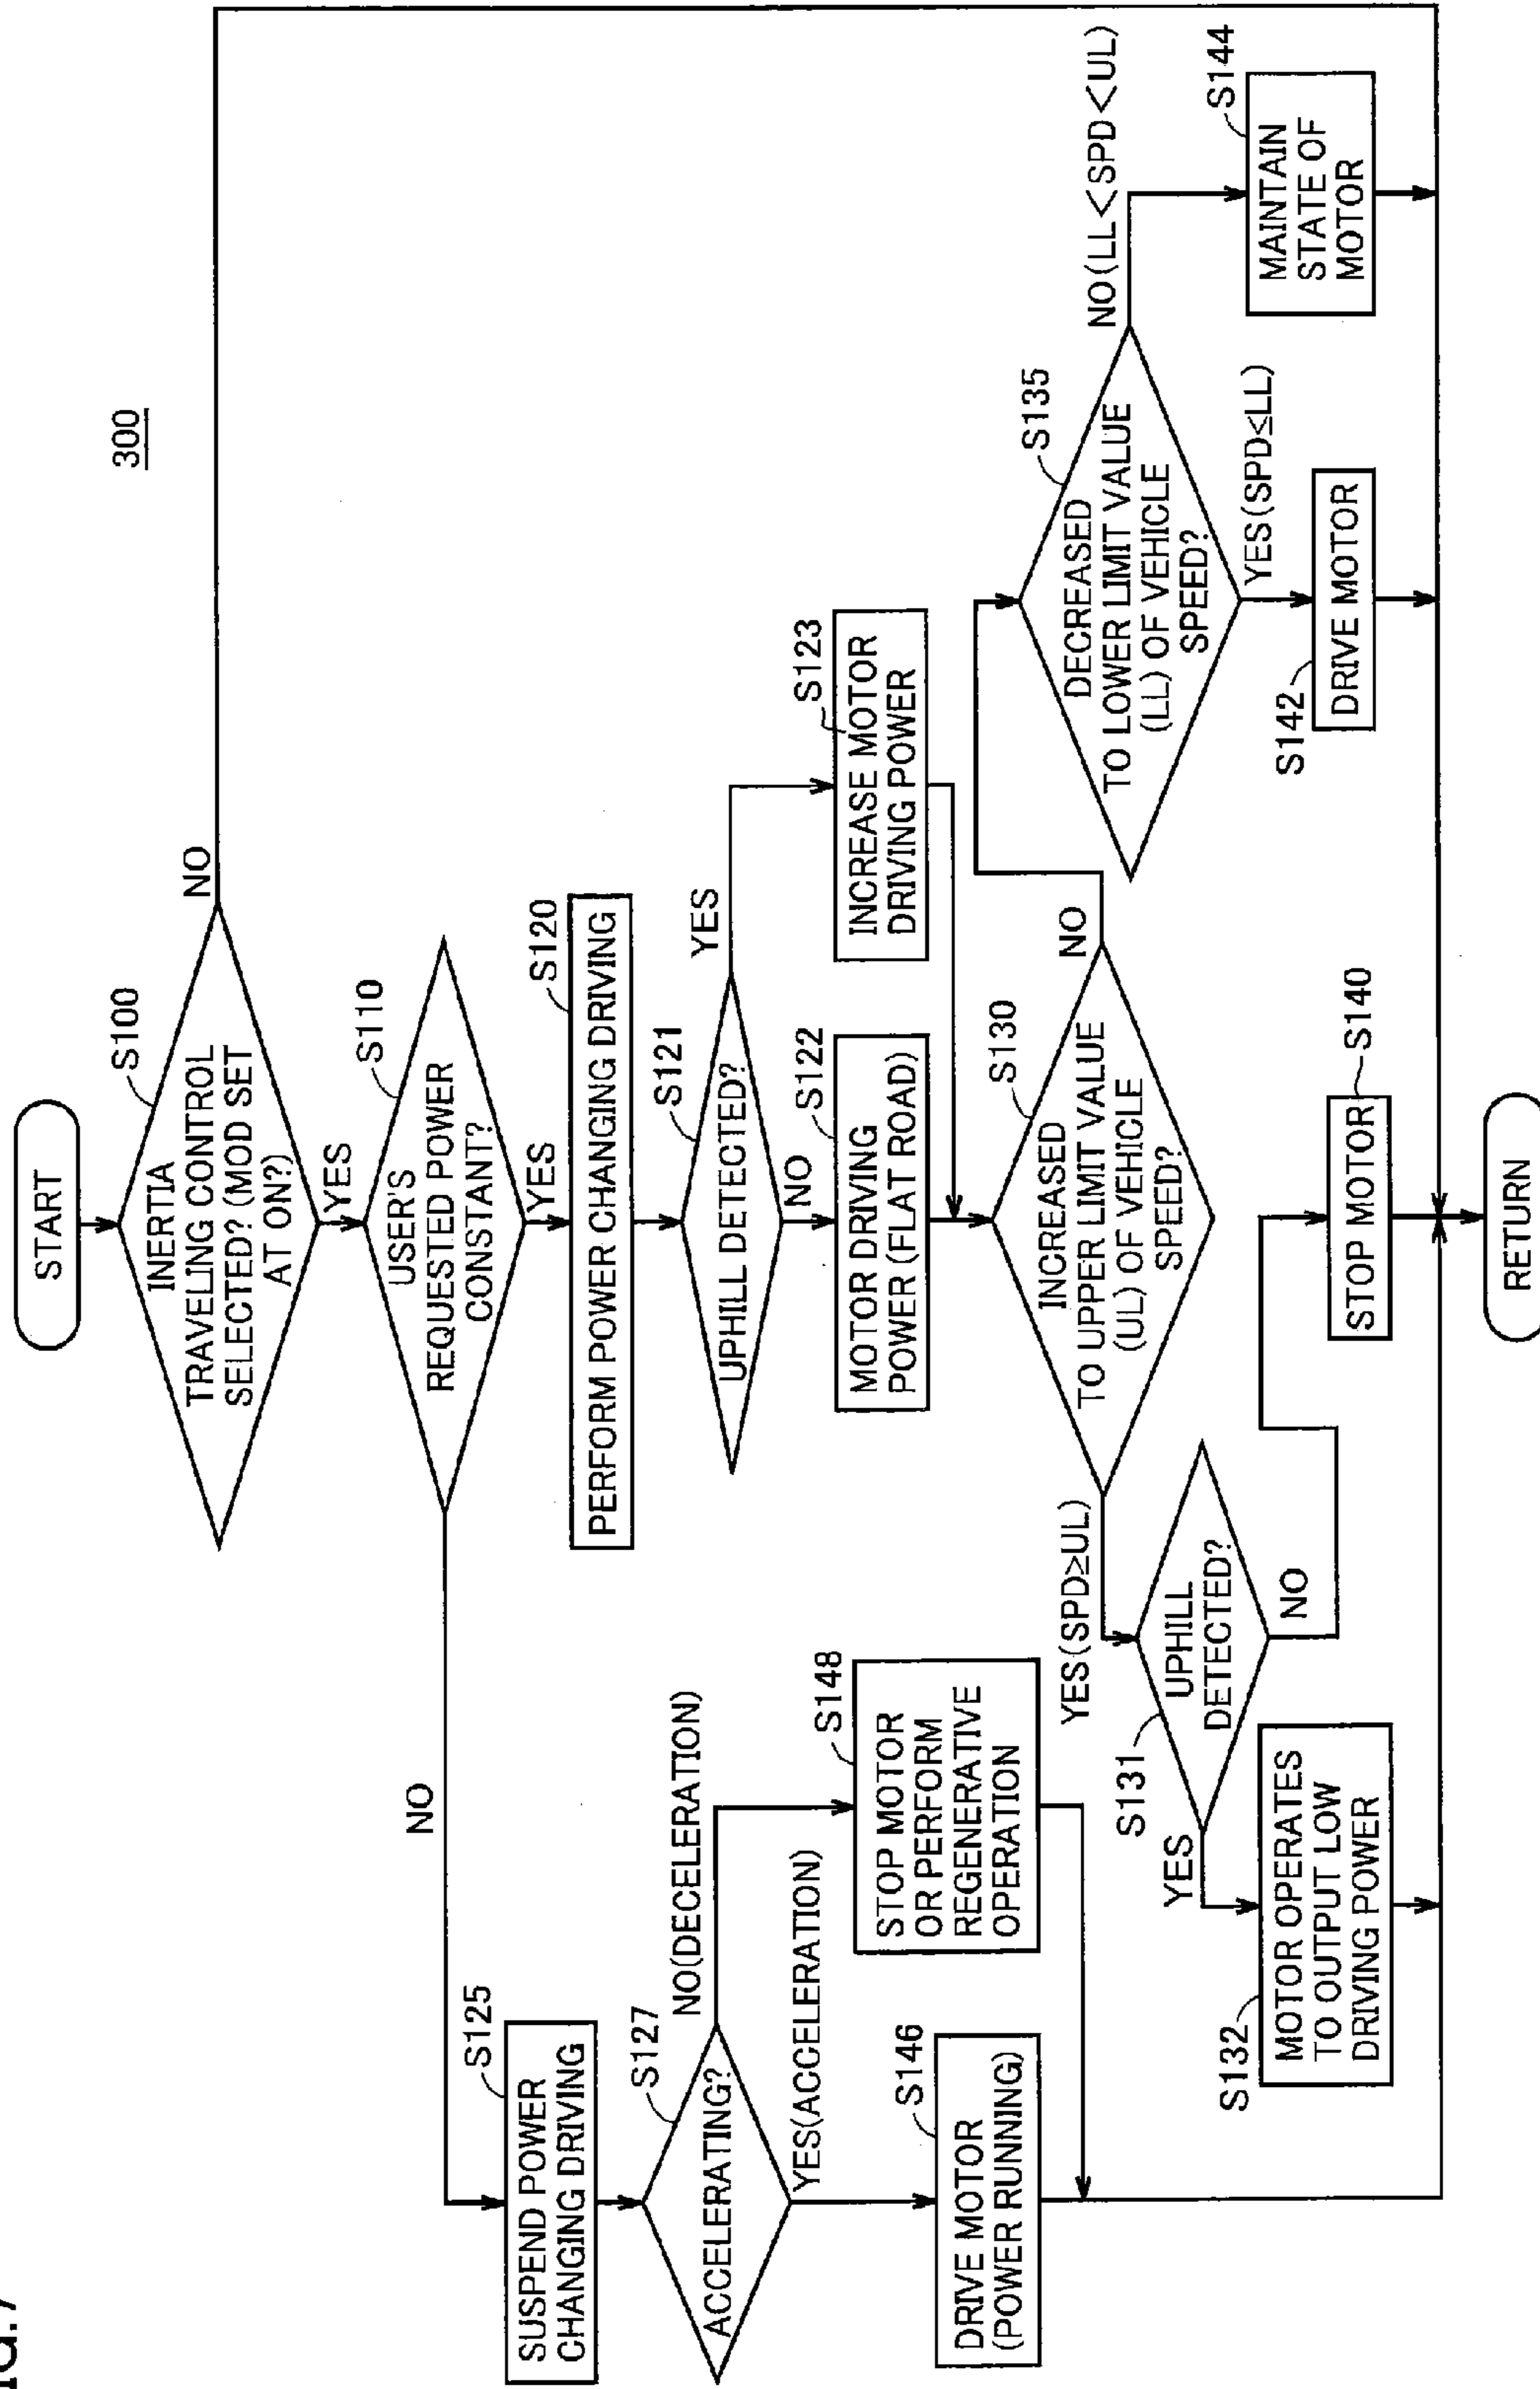 300
START
S100
INERTIA
TRAVELING CONTROL
SELECTED? (MOD SET
AT ON?)
NO
YES
S110
USER'S
REQUESTED POWER
CONSTANT?
NO
YES
S120
PERFORM POWER CHANGING DRIVING
S125
SUSPEND POWER
CHANGING DRIVING
S121
UPHILL DETECTED?
YES
NO
S127
ACCELERATING?
NO(DECELERATION)
YES(ACCELERATION)
S122
MOTOR DRIVING
POWER (FLAT ROAD)
S123
INCREASE MOTOR
DRIVING POWER
S148
STOP MOTOR
OR PERFORM
REGENERATIVE
OPERATION
S146
DRIVE MOTOR
(POWER RUNNING)
S130
INCREASED
TO UPPER LIMIT VALUE
(UL) OF VEHICLE
SPEED?
YES(SPD≥UL)
NO
S135
DECREASED
TO LOWER LIMIT VALUE
(LL) OF VEHICLE
SPEED?
NO(LL<SPD<UL)
YES(SPD≤LL)
S131
UPHILL
DETECTED?
YES
NO
S132
MOTOR OPERATES
TO OUTPUT LOW
DRIVING POWER
S140
STOP MOTOR
S142
DRIVE MOTOR
S144
MAINTAIN
STATE OF
MOTOR
RETURN